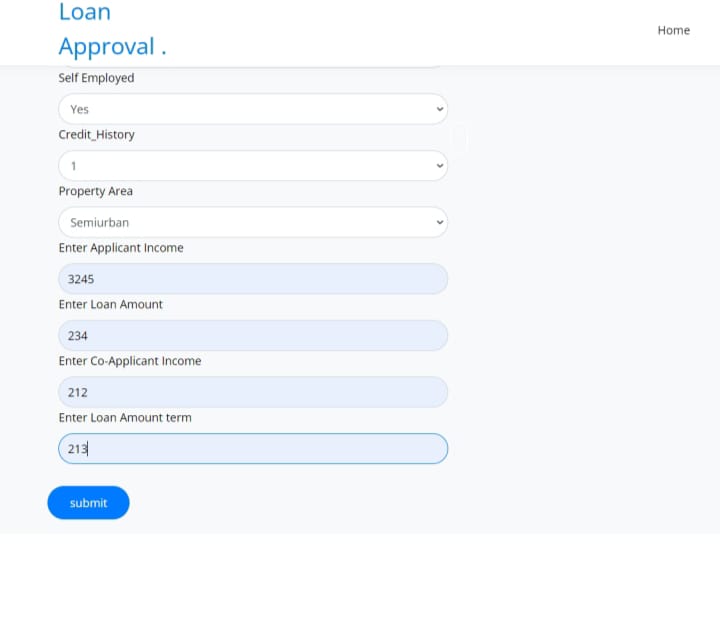 Loan
Approval .
Home
Self Employed
Yes
Credit_History
1
Property Area
Semiurban
Enter Applicant Income
3245
Enter Loan Amount
234
Enter Co-Applicant Income
212
Enter Loan Amount term
213
submit